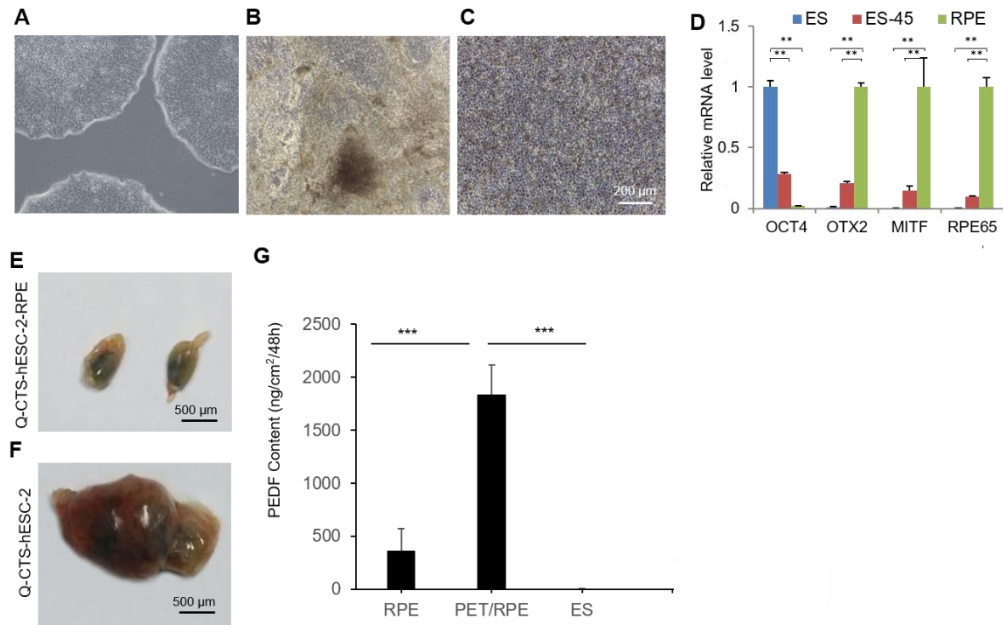 A
B
C
200 µm
D
ES ES-45 RPE
** ** ** **
** ** ** **
Relative mRNA level
1.5
1
0.5
0
OCT4 OTX2 MITF RPE65
E
Q-CTS-hESC-2-RPE
500 µm
F
Q-CTS-hESC-2
500 µm
G
PEDF Content (ng/cm²/48h)
2500
2000
1500
1000
500
0
*** ***
RPE PET/RPE ES